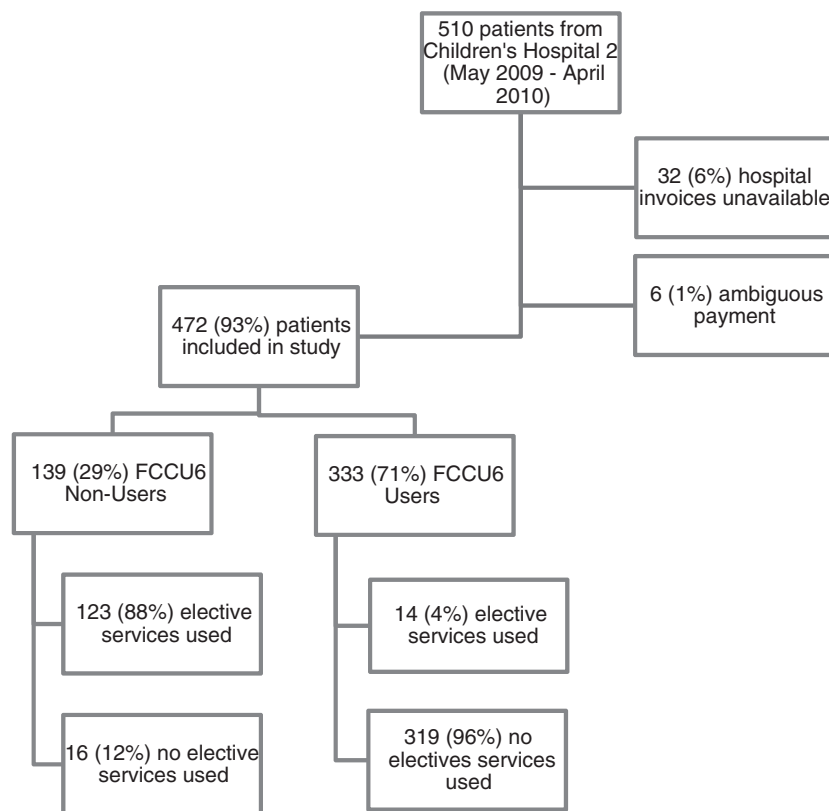 510 patients from
Children's Hospital 2
(May 2009 - April
2010)
32 (6%) hospital
invoices unavailable
6 (1%) ambiguous
payment
472 (93%) patients
included in study
139 (29%) FCCU6
Non-Users
333 (71%) FCCU6
Users
123 (88%) elective
services used
14 (4%) elective
services used
16 (12%) no elective
services used
319 (96%) no
electives services
used